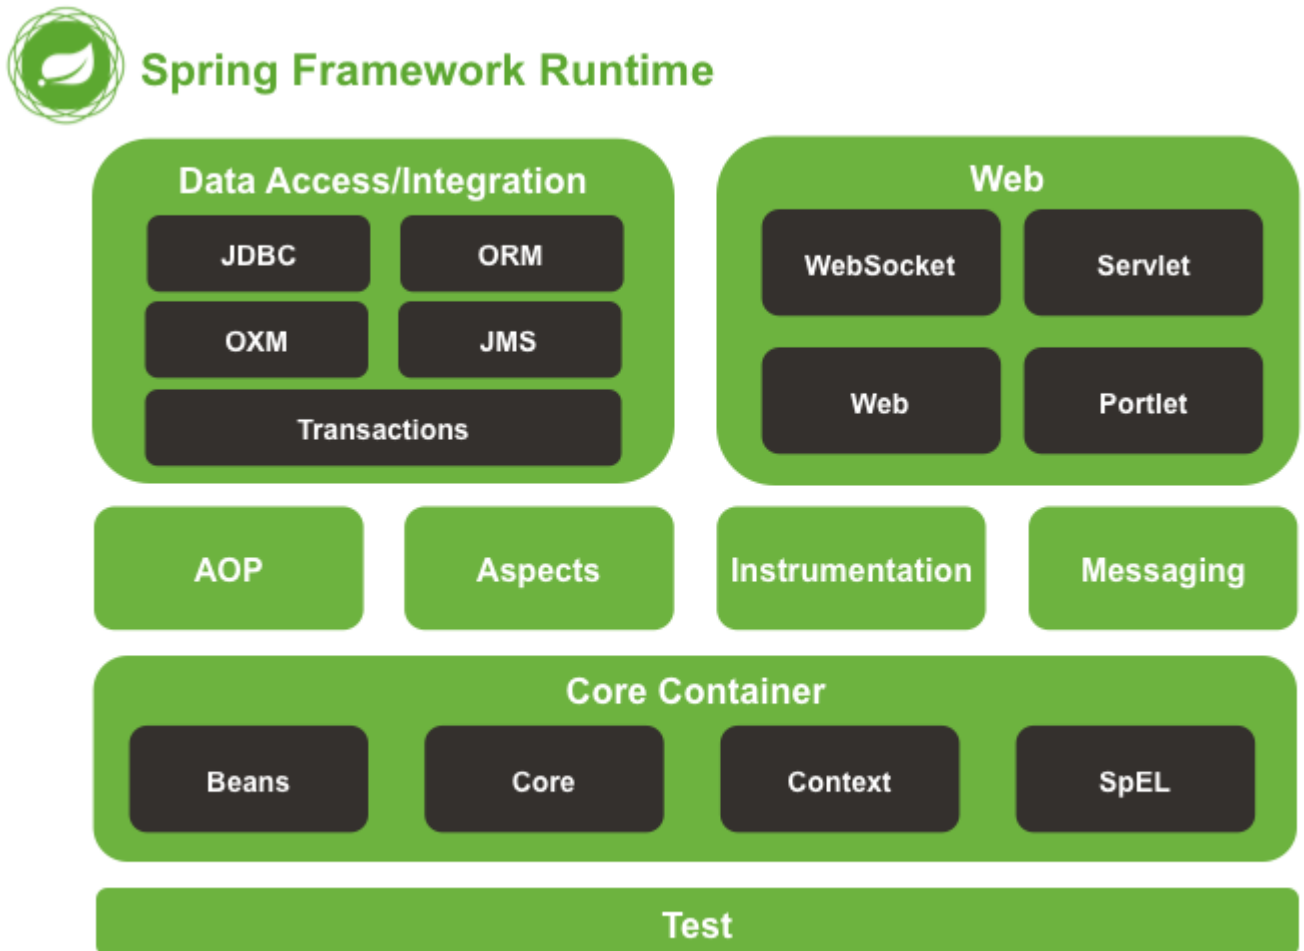 Spring Framework Runtime
Data Access/Integration
JDBC
ORM
OXM
JMS
Transactions
Web
WebSocket
Servlet
Web
Portlet
AOP
Aspects
Instrumentation
Messaging
Core Container
Beans
Core
Context
SpEL
Test